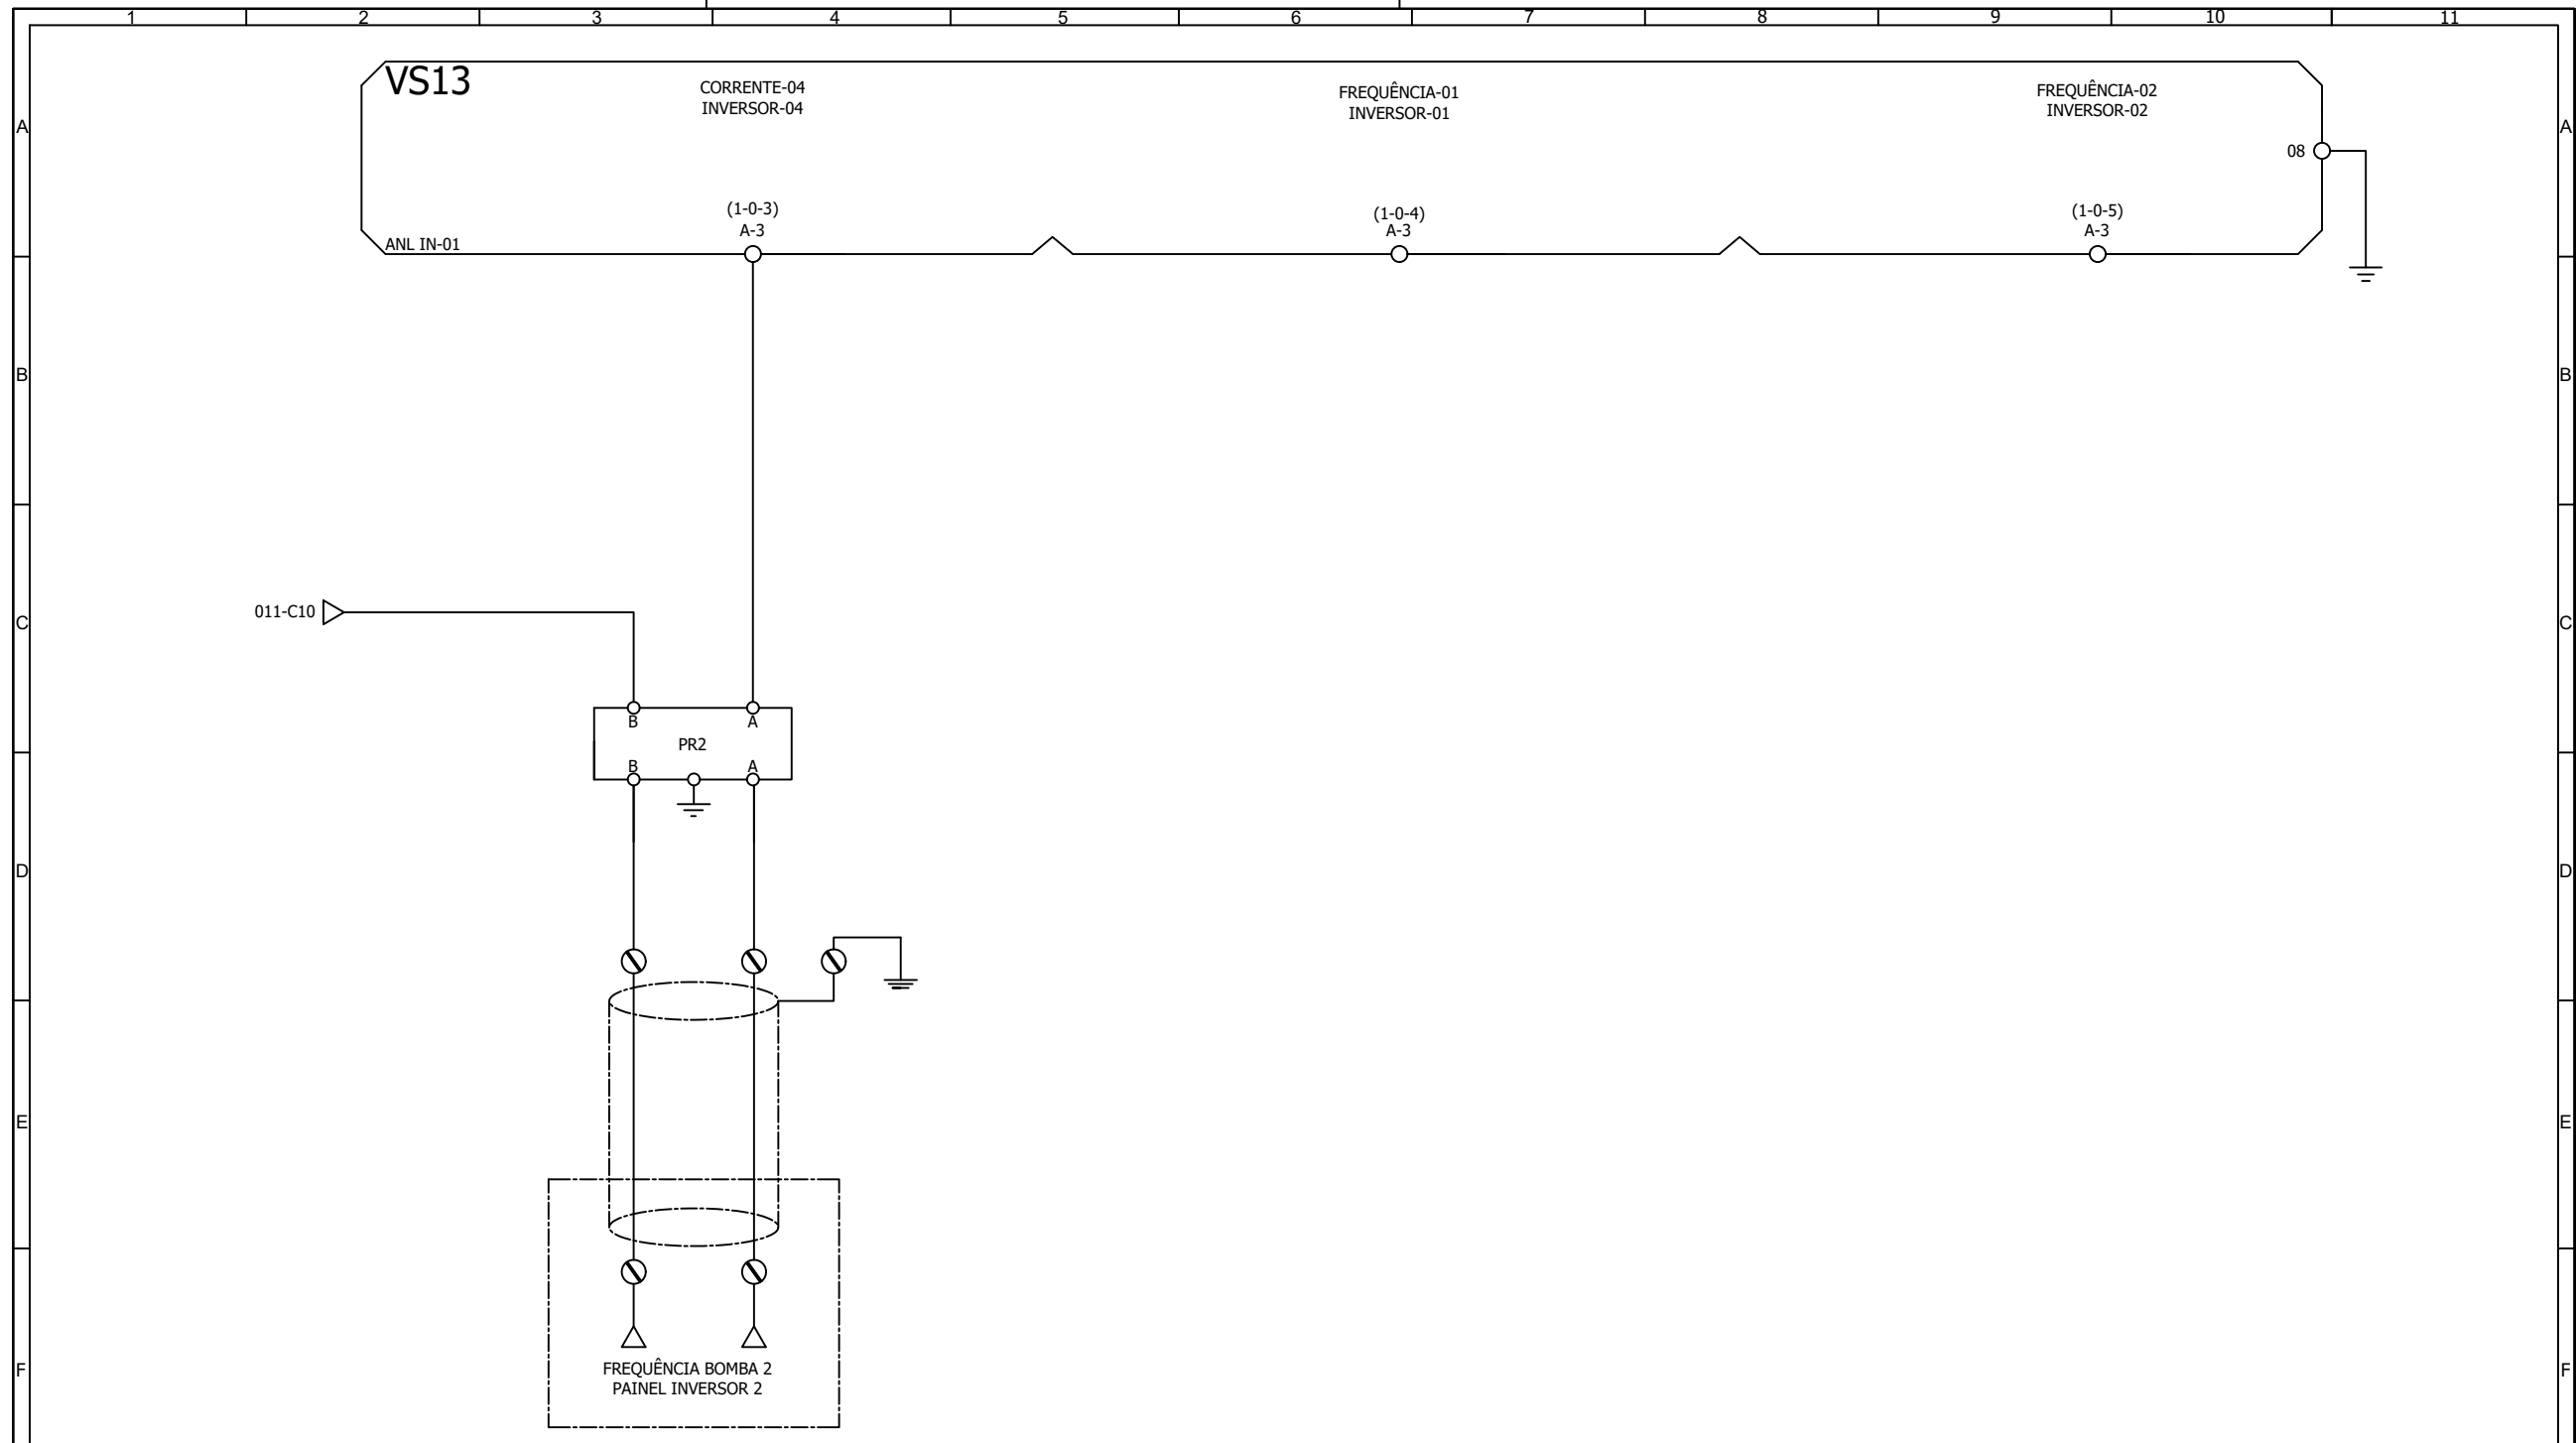 1 2 3 4 5 6 7 8 9 10 11
VS13
CORRENTE-04
INVERSOR-04
FREQUÊNCIA-01
INVERSOR-01
FREQUÊNCIA-02
INVERSOR-02
A
A
08
(1-0-3)
A-3
(1-0-4)
A-3
(1-0-5)
A-3
ANL IN-01
B
B
011-C10
C
C
B A
PR2
B A
D
D
E
E
FREQUÊNCIA BOMBA 2
PAINEL INVERSOR 2
F
F